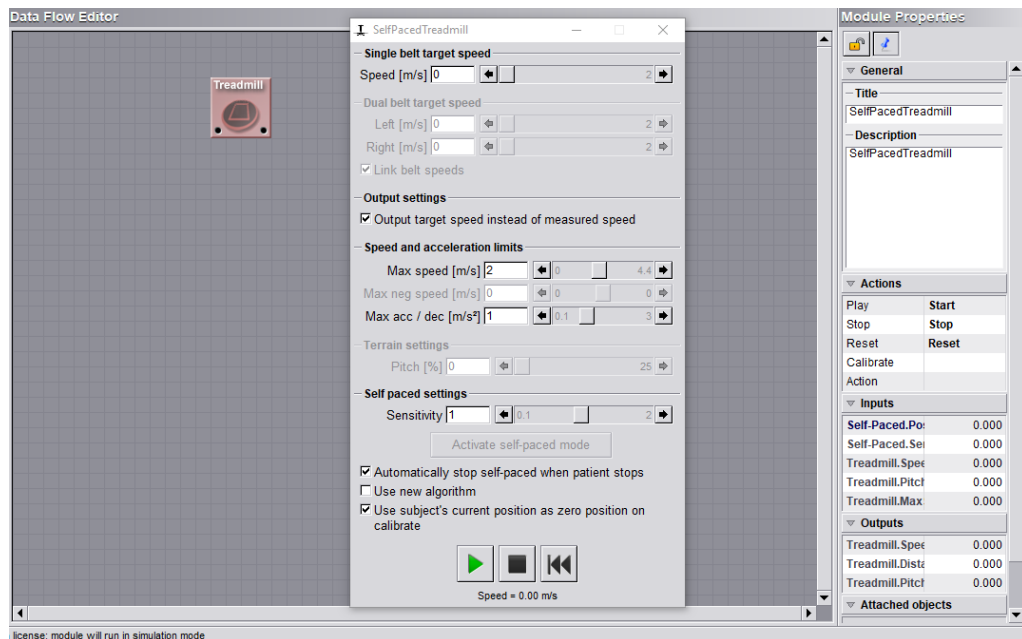 Data Flow Editor
Treadmill
SelfPacedTreadmill
Single belt target speed
Speed [m/s] 0 2
Dual belt target speed
Left [m/s] 0 2
Right [m/s] 0 2
Link belt speeds
Output settings
Output target speed instead of measured speed
Speed and acceleration limits
Max speed [m/s] 2 0 4.4
Max neg speed [m/s] 0 0 0
Max acc / dec [m/s²] 1 0.1 3
Terrain settings
Pitch [%] 0 25
Self paced settings
Sensitivity 1 0.1 2
Activate self-paced mode
Automatically stop self-paced when patient stops
Use new algorithm
Use subject's current position as zero position on
calibrate
Speed = 0.00 m/s
Module Properties
General
Title
SelfPacedTreadmill
Description
SelfPacedTreadmill
Actions
Play Start
Stop Stop
Reset Reset
Calibrate
Action
Inputs
Self-Paced.Pos 0.000
Self-Paced.Sen 0.000
Treadmill.Spee 0.000
Treadmill.Pitch 0.000
Treadmill.Max 0.000
Outputs
Treadmill.Spee 0.000
Treadmill.Dista 0.000
Treadmill.Pitch 0.000
Attached objects
license: module will run in simulation mode